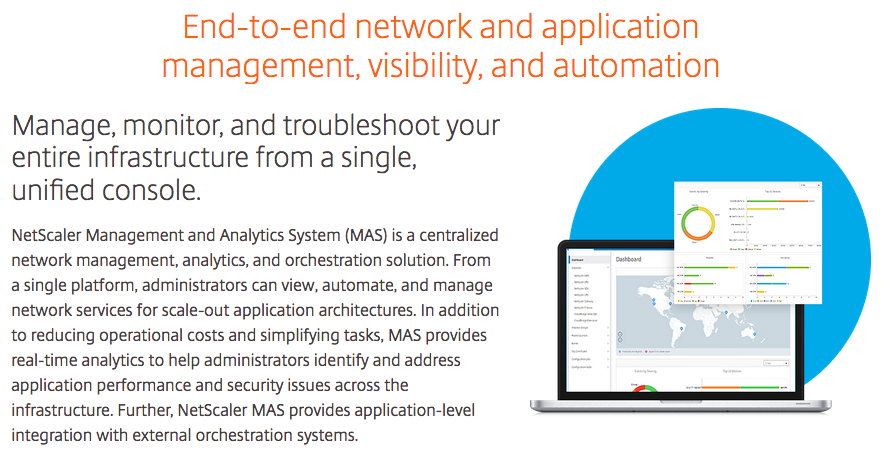 End-to-end network and application
management, visibility, and automation
Manage, monitor, and troubleshoot your
entire infrastructure from a single,
unified console.
NetScaler Management and Analytics System (MAS) is a centralized
network management, analytics, and orchestration solution. From
a single platform, administrators can view, automate, and manage
network services for scale-out application architectures. In addition
to reducing operational costs and simplifying tasks, MAS provides
real-time analytics to help administrators identify and address
application performance and security issues across the
infrastructure. Further, NetScaler MAS provides application-level
integration with external orchestration systems.
Dashboard
Dashboard